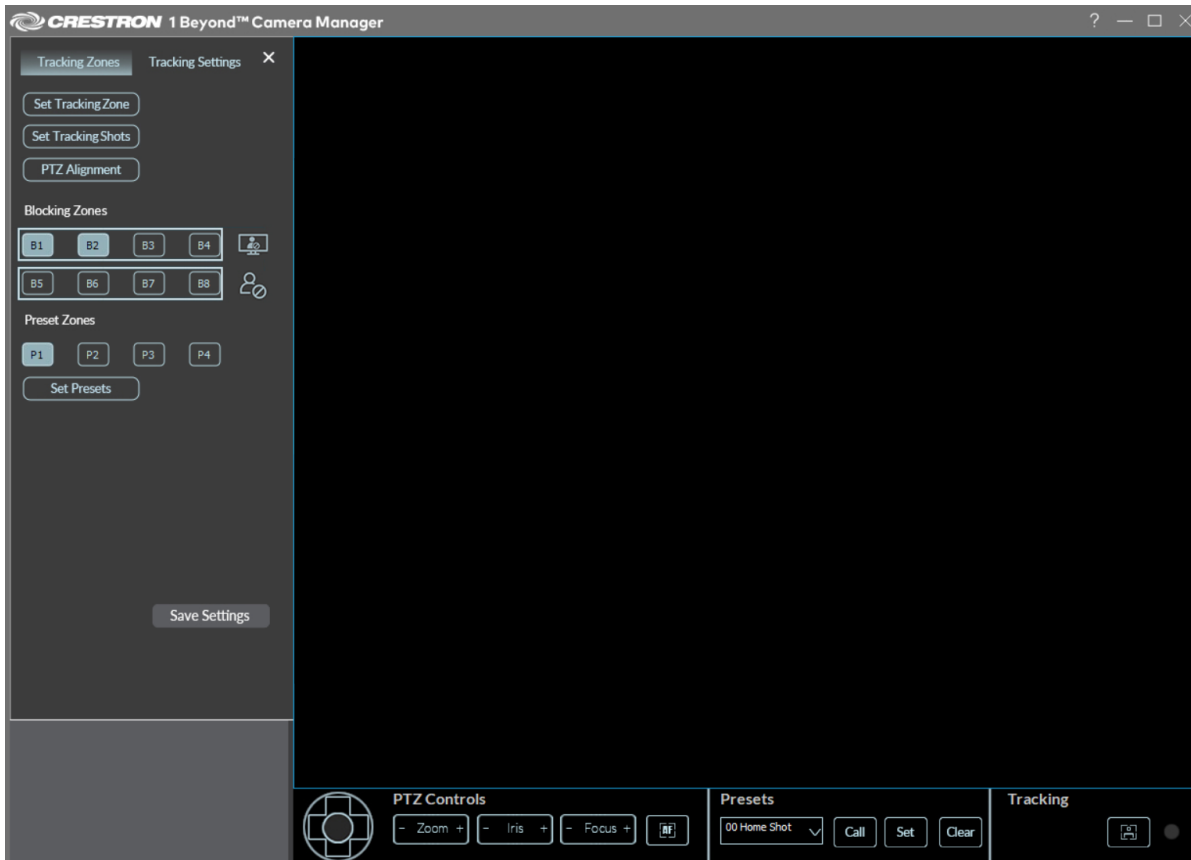 CRESTRON 1 Beyond™ Camera Manager
Tracking Zones Tracking Settings
Set Tracking Zone
Set Tracking Shots
PTZ Alignment
Blocking Zones
B1 B2 B3 B4
B5 B6 B7 B8
Preset Zones
P1 P2 P3 P4
Set Presets
Save Settings
PTZ Controls
- Zoom + - Iris + - Focus + AF
Presets
00 Home Shot Call Set Clear
Tracking